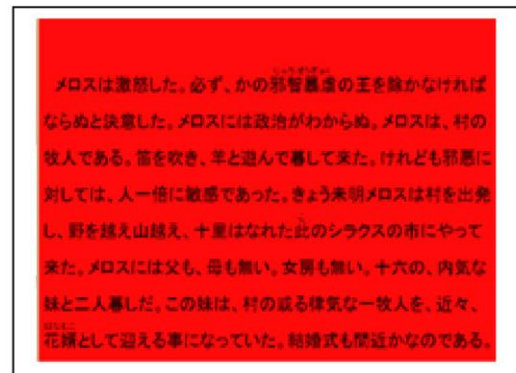 メロスは激怒した。必ず、かの邪智暴虐の王を除かなければ
ならぬと決意した。メロスには政治がわからぬ。メロスは、村の
牧人である。笛を吹き、羊と遊んで暮して来た。けれども邪悪に
対しては、人一倍に敏感であった。きょう未明メロスは村を出発
し、野を越え山越え、十里はなれた此のシラクスの市にやって
来た。メロスには父も、母も無い。女房も無い。十六の、内気な
妹と二人暮しだ。この妹は、村の或る律気な一牧人を、近々、
花婿として迎える事になっていた。結婚式も間近かなのである。